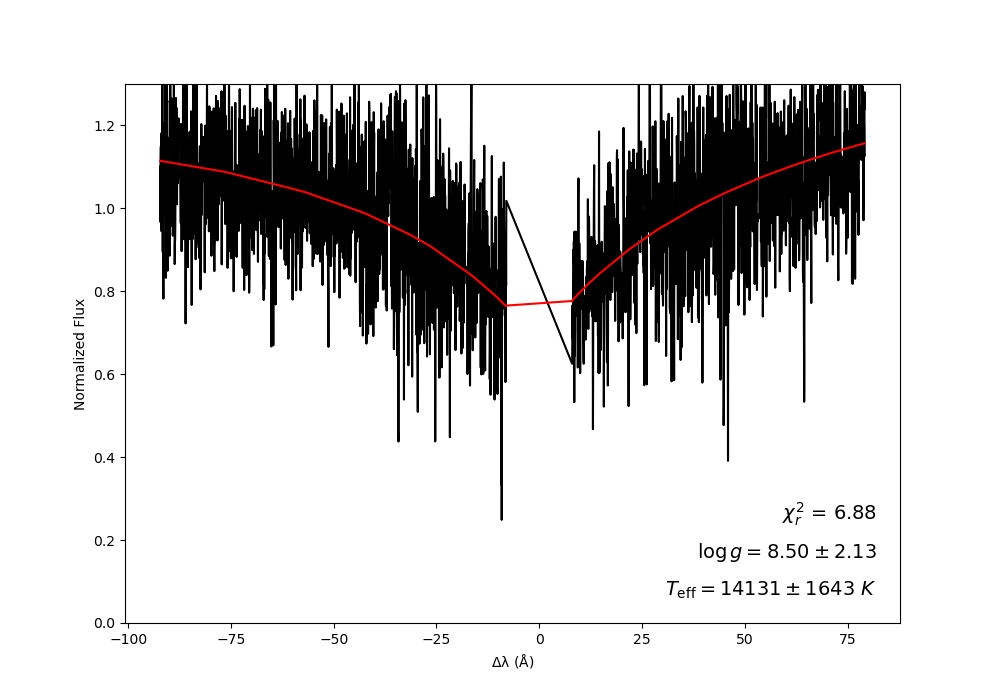 1.2
1.0
0.8
0.6
0.4
0.2
0.0
Normalized Flux
χ²ᵣ = 6.88
log g = 8.50 ± 2.13
T_eff = 14131 ± 1643 K
−100 −75 −50 −25 0 25 50 75
Δλ (Å)